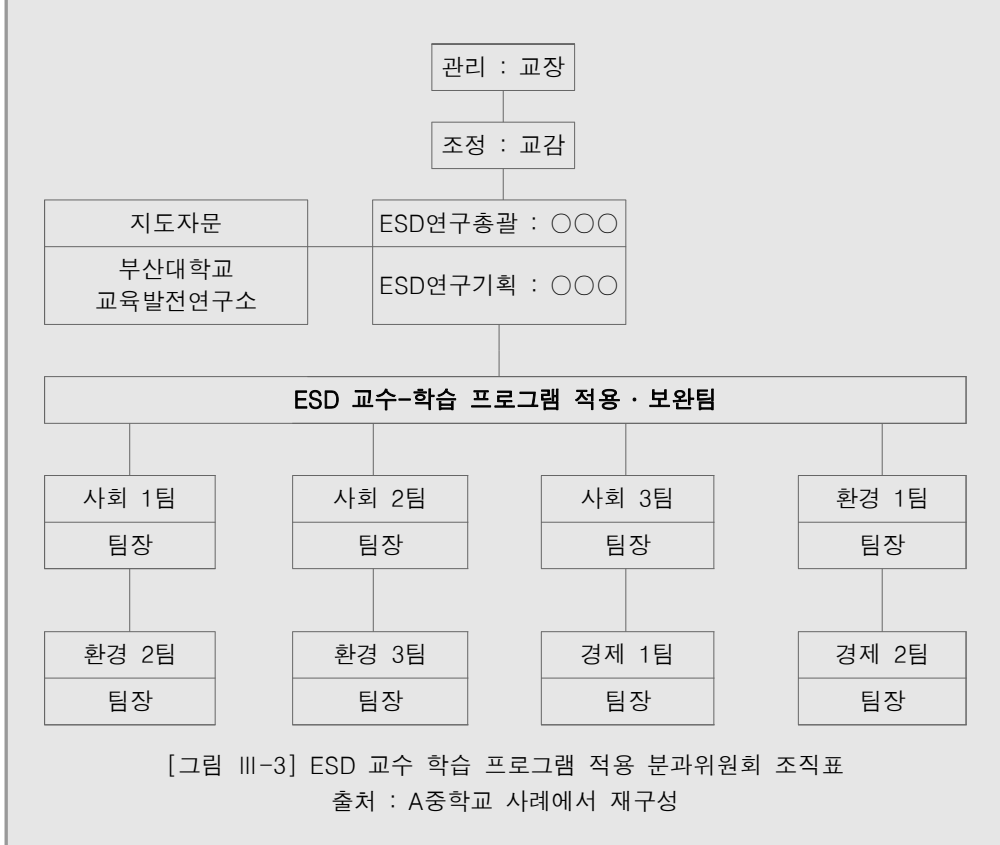 관리 : 교장
조정 : 교감
지도자문
부산대학교
교육발전연구소
ESD연구총괄 : ○○○
ESD연구기획 : ○○○
ESD 교수-학습 프로그램 적용 · 보완팀
사회 1팀
팀장
사회 2팀
팀장
사회 3팀
팀장
환경 1팀
팀장
환경 2팀
팀장
환경 3팀
팀장
경제 1팀
팀장
경제 2팀
팀장
[그림 Ⅲ-3] ESD 교수 학습 프로그램 적용 분과위원회 조직표
출처 : A중학교 사례에서 재구성